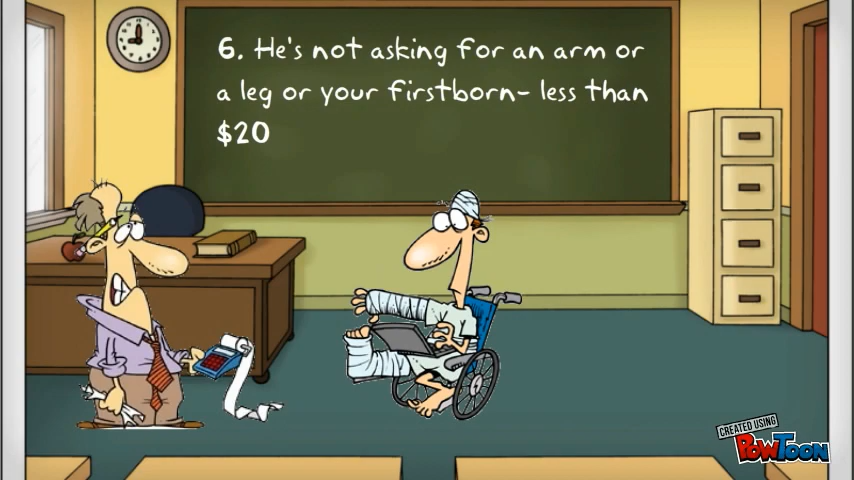 6. He's not asking for an arm or
a leg or your firstborn- less than
$20
CREATED USING
POWTOON